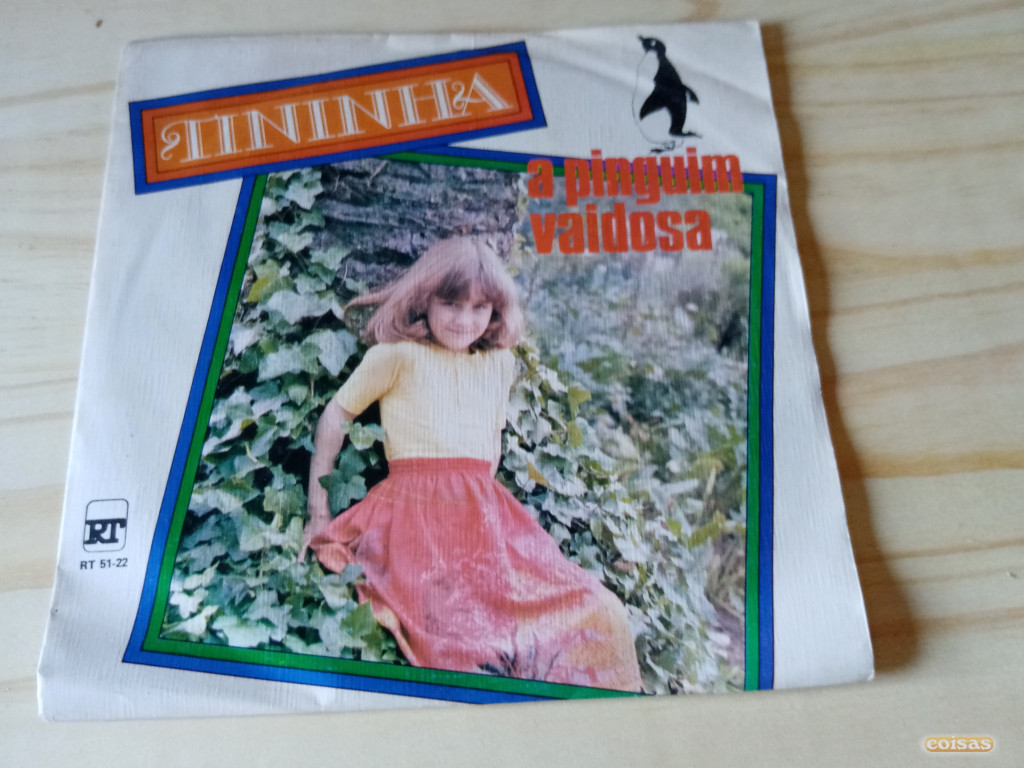 TININHA
a pinguim
vaidosa
RT
RT 51-22
coisas